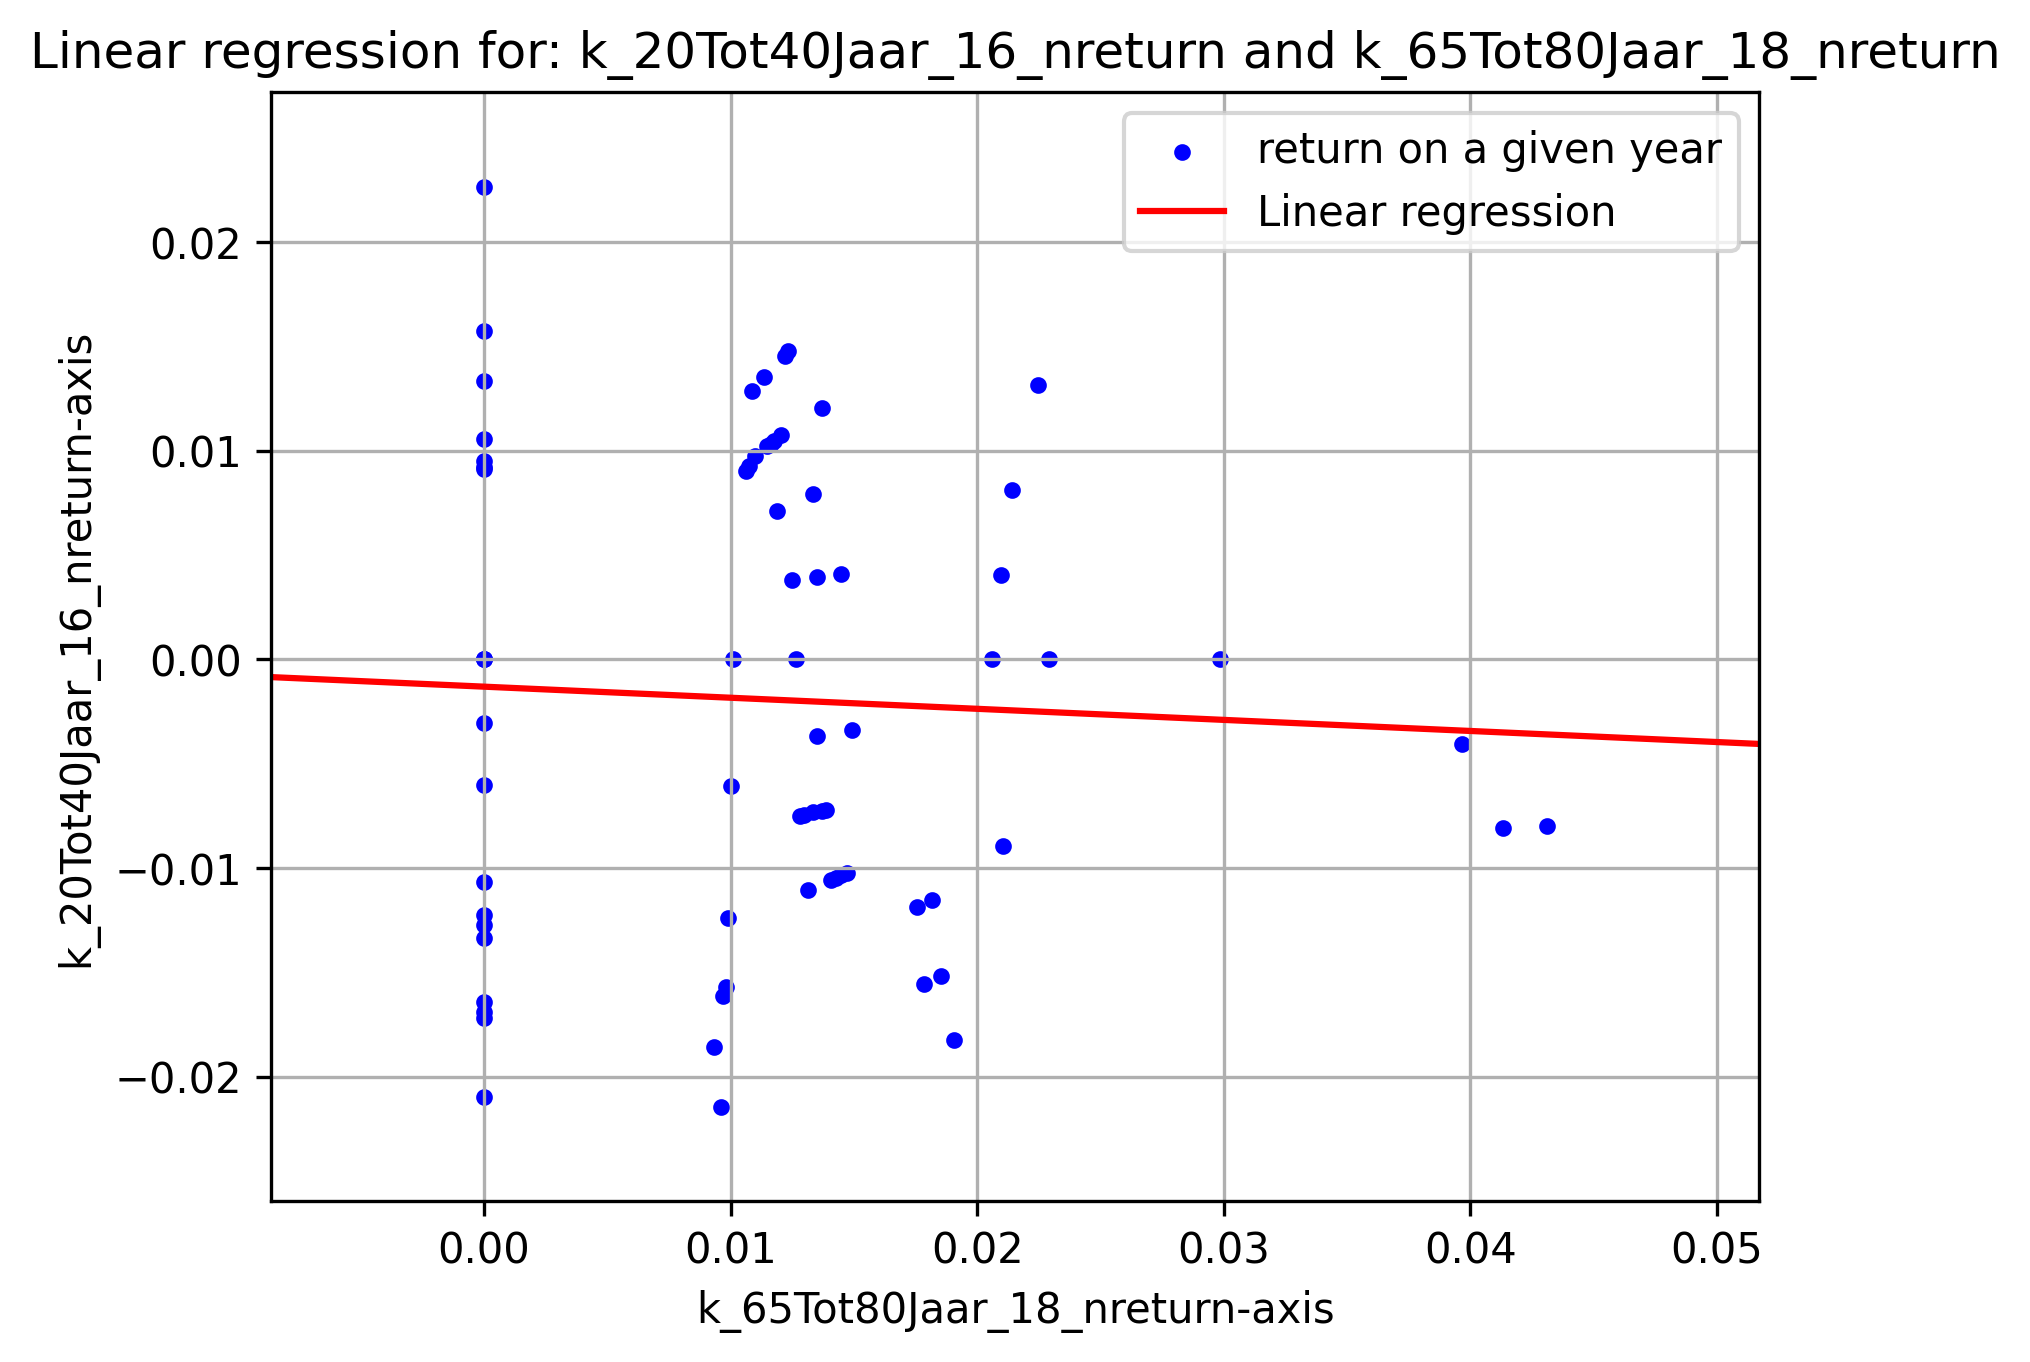 Linear regression for: k_20Tot40Jaar_16_nreturn and k_65Tot80Jaar_18_nreturn
return on a given year
Linear regression
k_20Tot40Jaar_16_nreturn-axis
0.02
0.01
0.00
−0.01
−0.02
0.00 0.01 0.02 0.03 0.04 0.05
k_65Tot80Jaar_18_nreturn-axis